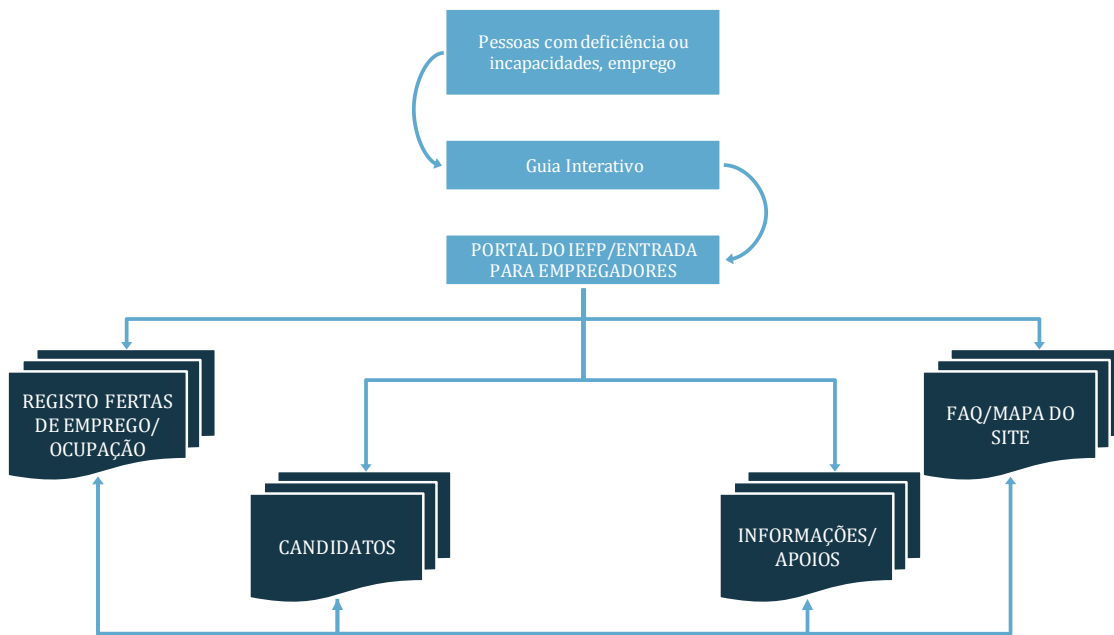 Pessoas com deficiência ou
incapacidades, emprego
Guia Interativo
PORTAL DO IEFP/ENTRADA
PARA EMPREGADORES
REGISTO FERTAS
DE EMPREGO/
OCUPAÇÃO
FAQ/MAPA DO
SITE
CANDIDATOS
INFORMAÇÕES/
APOIOS